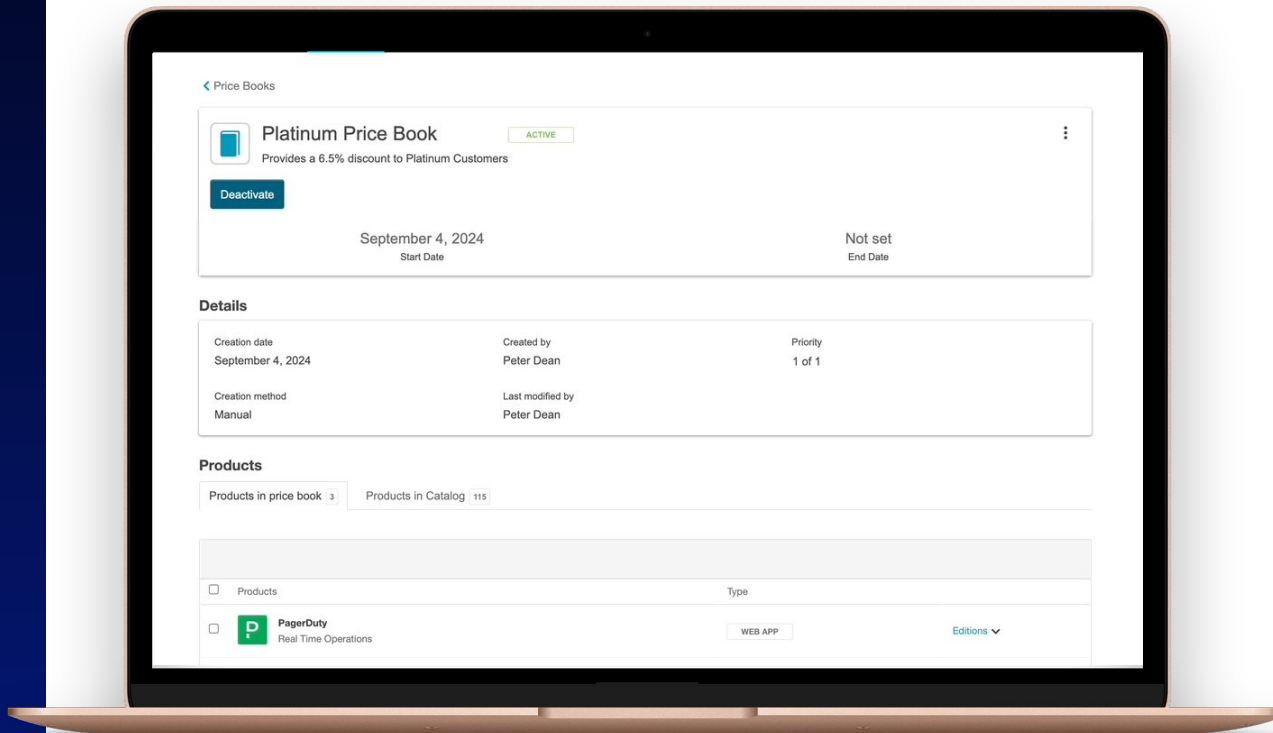 Price Books
Platinum Price Book
ACTIVE
Provides a 6.5% discount to Platinum Customers
Deactivate
September 4, 2024
Start Date
Not set
End Date
Details
Creation date
September 4, 2024
Created by
Peter Dean
Priority
1 of 1
Creation method
Manual
Last modified by
Peter Dean
Products
Products in price book 3
Products in Catalog 115
Products
Type
PagerDuty
Real Time Operations
WEB APP
Editions